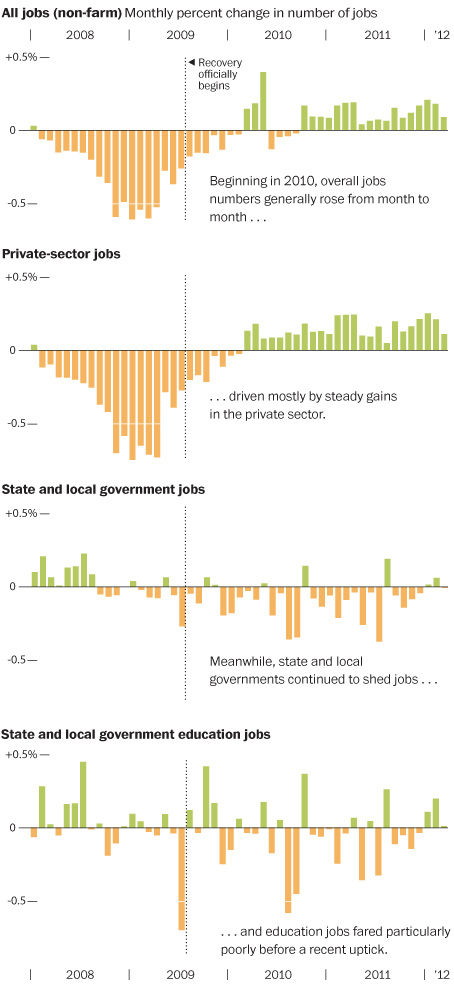 All jobs (non-farm) Monthly percent change in number of jobs
2008 2009 2010 2011 '12
+0.5%
Recovery
officially
begins
0
Beginning in 2010, overall jobs
numbers generally rose from month to
month . . .
-0.5
Private-sector jobs
+0.5%
0
. . . driven mostly by steady gains
in the private sector.
-0.5
State and local government jobs
+0.5%
0
-0.5
Meanwhile, state and local
governments continued to shed jobs . . .
State and local government education jobs
+0.5%
0
-0.5
. . . and education jobs fared particularly
poorly before a recent uptick.
2008 2009 2010 2011 '12